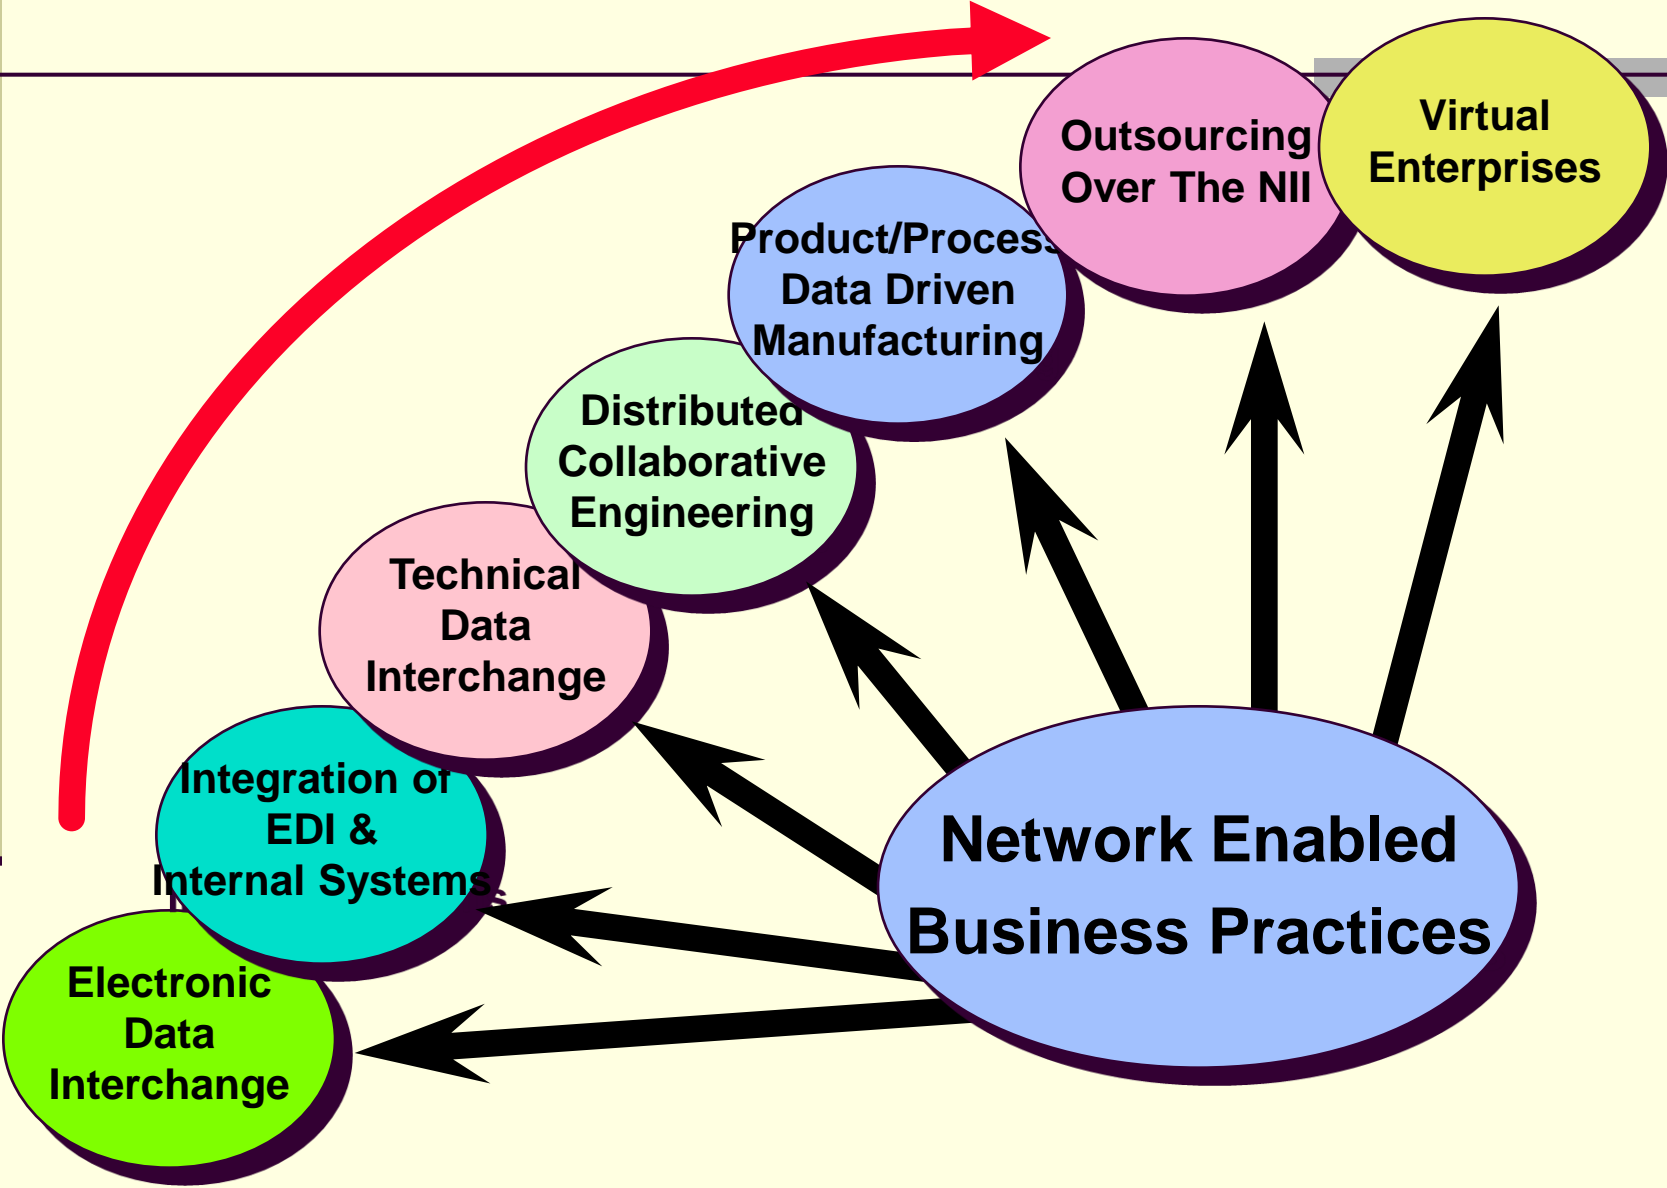 Outsourcing
Over The NII
Virtual
Enterprises
Product/Process
Data Driven
Manufacturing
Distributed
Collaborative
Engineering
Technical
Data
Interchange
Integration of
EDI &
Internal Systems
Electronic
Data
Interchange
Network Enabled
Business Practices